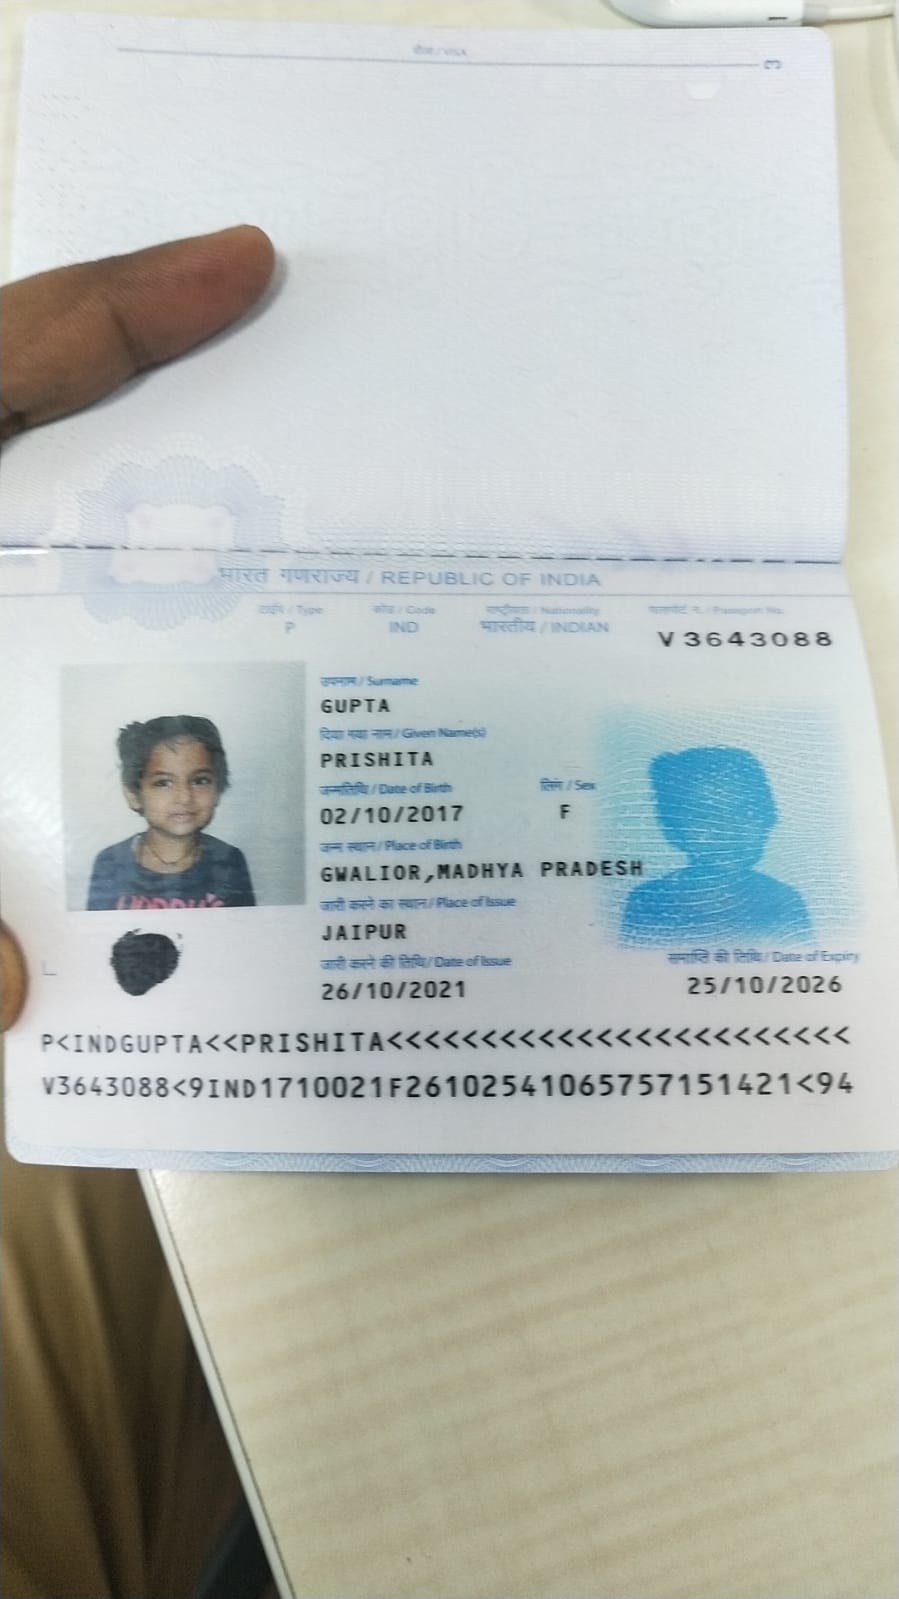 वीज़ा / VISA
3
भारत गणराज्य / REPUBLIC OF INDIA
टाईप / Type कोड / Code राष्ट्रीयता / Nationality पासपोर्ट न. / Passport No.
P IND भारतीय / INDIAN V3643088
उपनाम / Surname
GUPTA
दिया गया नाम / Given Name(s)
PRISHITA
जन्मतिथि / Date of Birth लिंग / Sex
02/10/2017 F
जन्म स्थान / Place of Birth
GWALIOR,MADHYA PRADESH
जारी करने का स्थान / Place of Issue
JAIPUR
जारी करने की तिथि / Date of Issue समाप्ति की तिथि / Date of Expiry
26/10/2021 25/10/2026
P<INDGUPTA<<PRISHITA<<<<<<<<<<<<<<<<<<<<<<<<
V3643088<9IND1710021F2610254106575715142​1<94